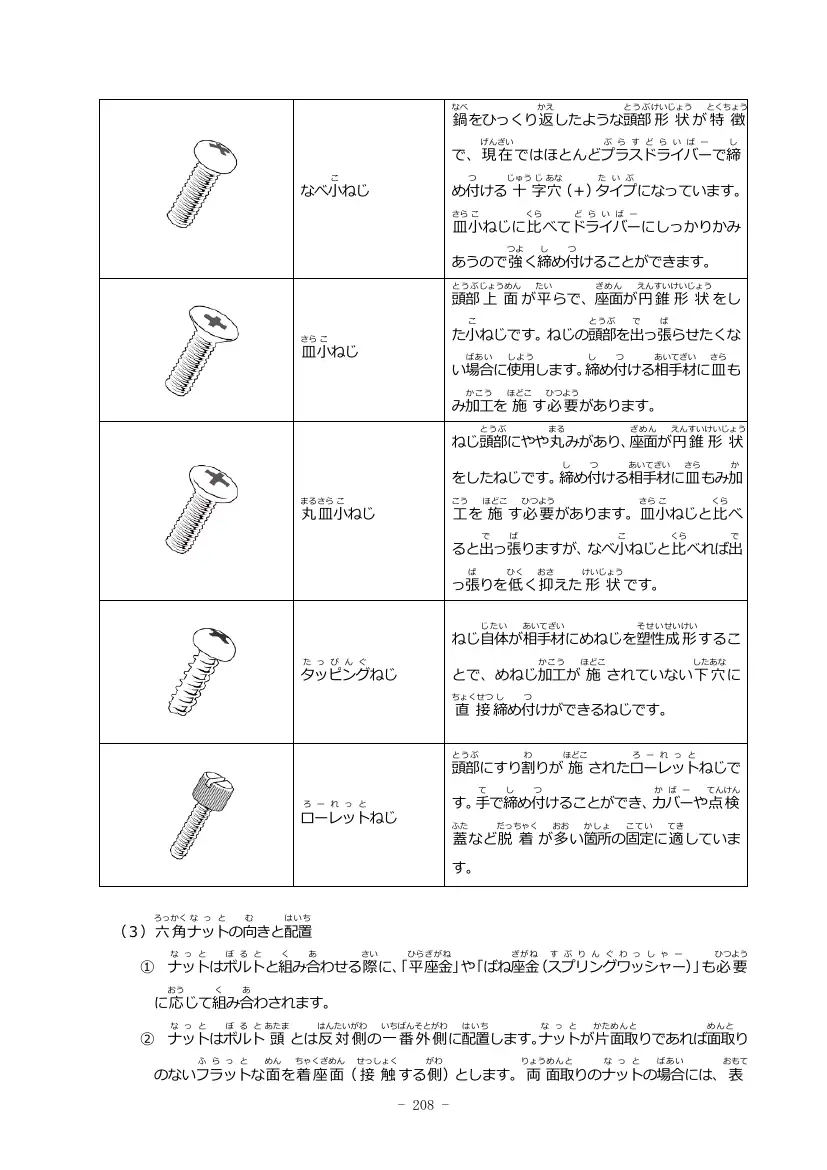 なべ小ねじ
鍋をひっくり返したような頭部形状が特徴
で、現在ではほとんどプラスドライバーで締
め付ける十字穴（＋）タイプになっています。
皿小ねじに比べてドライバーにしっかりかみ
あうので強く締め付けることができます。
皿小ねじ
頭部上面が平らで、座面が円錐形状をし
た小ねじです。ねじの頭部を出っ張らせたくな
い場合に使用します。締め付ける相手材に皿も
み加工を施す必要があります。
丸皿小ねじ
ねじ頭部にやや丸みがあり、座面が円錐形状
をしたねじです。締め付ける相手材に皿もみ加
工を施す必要があります。皿小ねじと比べ
ると出っ張りますが、なべ小ねじと比べれば出
っ張りを低く抑えた形状です。
タッピングねじ
ねじ自体が相手材にめねじを塑性成形するこ
とで、めねじ加工が施されていない下穴に
直接締め付けができるねじです。
ローレットねじ
頭部にすり割りが施されたローレットねじで
す。手で締め付けることができ、カバーや点検
蓋など脱着が多い箇所の固定に適していま
す。
（3）六角ナットの向きと配置
① ナットはボルトと組み合わせる際に、「平座金」や「ばね座金（スプリングワッシャー）」も必要
に応じて組み合わされます。
② ナットはボルト頭とは反対側の一番外側に配置します。ナットが片面取りであれば面取り
のないフラットな面を着座面（接触する側）とします。両面取りのナットの場合には、表
- 208 -